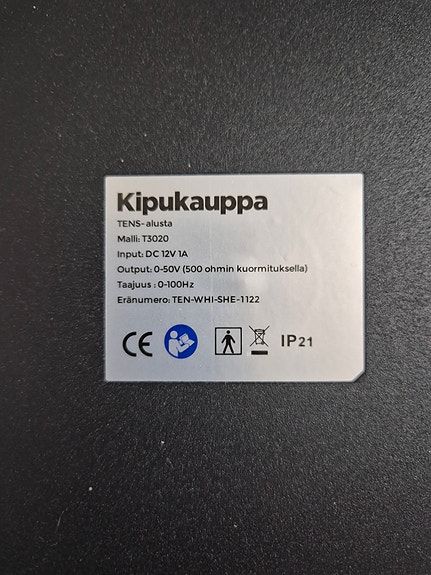 Kipukauppa
TENS-alusta
Malli: T3020
Input: DC 12V 1A
Output: 0-50V (500 ohmin kuormituksella)
Taajuus : 0-100Hz
Eränumero: TEN-WHI-SHE-1122
CE IP21